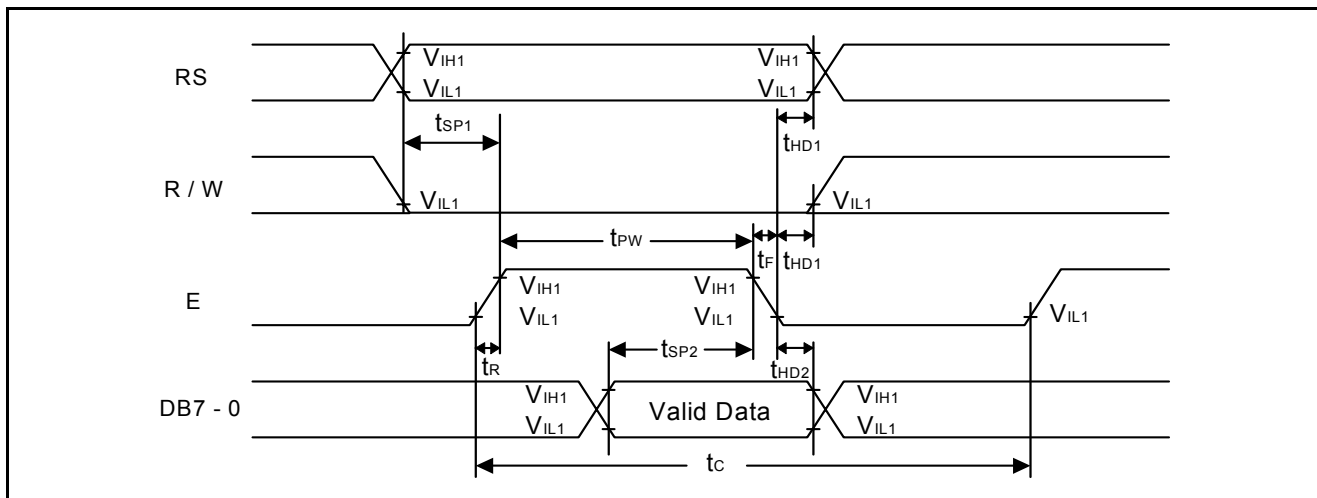 RS
VIH1
VIL1
VIH1
VIL1
tSP1
tHD1
R / W
VIL1
VIL1
tPW
tF
tHD1
E
VIH1
VIL1
VIH1
VIL1
VIL1
tR
tSP2
tHD2
DB7 - 0
VIH1
VIL1
Valid Data
VIH1
VIL1
tC